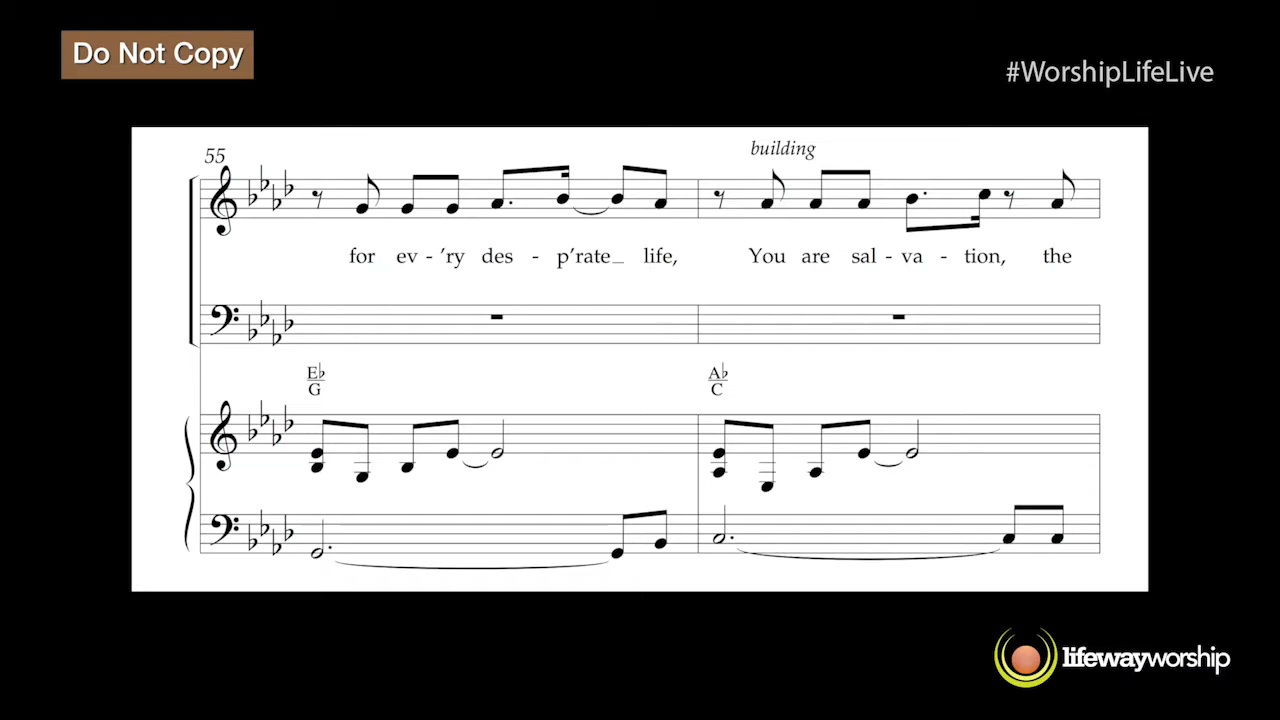 Do Not Copy
#WorshipLifeLive
55
building
for ev - 'ry des - p'rate_ life, You are sal - va - tion, the
E♭
G
A♭
C
lifewayworship